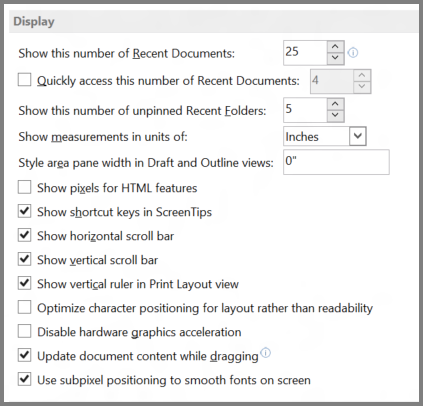 Display
Show this number of Recent Documents: 25
Quickly access this number of Recent Documents: 4
Show this number of unpinned Recent Folders: 5
Show measurements in units of: Inches
Style area pane width in Draft and Outline views: 0"
Show pixels for HTML features
Show shortcut keys in ScreenTips
Show horizontal scroll bar
Show vertical scroll bar
Show vertical ruler in Print Layout view
Optimize character positioning for layout rather than readability
Disable hardware graphics acceleration
Update document content while dragging
Use subpixel positioning to smooth fonts on screen